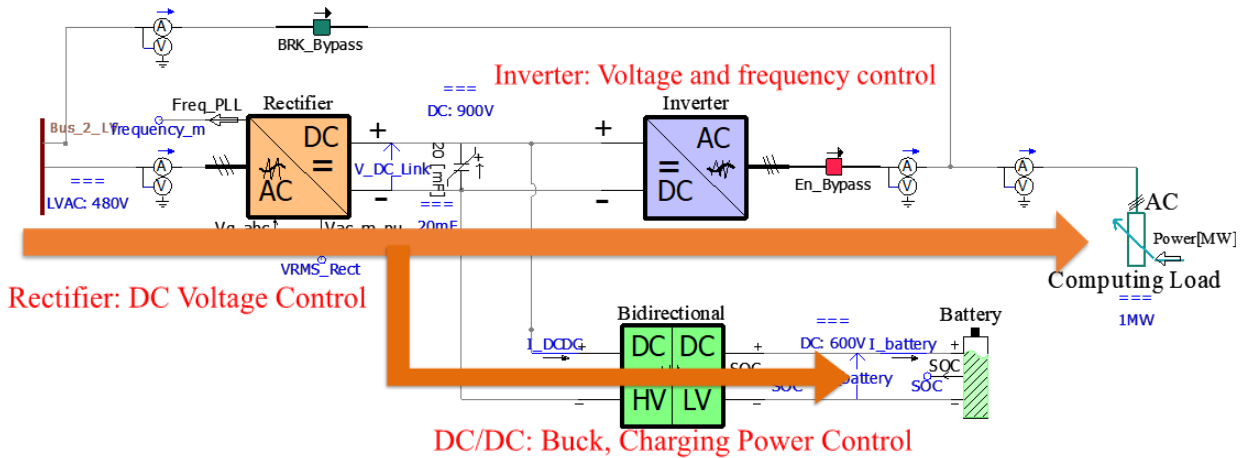 A
V
BRK_Bypass
Inverter: Voltage and frequency control
===
Freq_PLL
Rectifier
DC: 900V
Inverter
Bus_2_LV
frequency_m
DC
=
AC
+
-
V_DC_Link
20 [mF]
+
===
20mF
+
-
AC
=
DC
En_Bypass
A
V
A
V
A
V
===
LVAC: 480V
VRMS_Rect
AC
Power[MW]
Computing Load
===
1MW
Rectifier: DC Voltage Control
Bidirectional
===
Battery
I_DCDC
+
-
DC
DC
HV
LV
+
-
DC: 600V
I_battery
+
-
SOC
SOC
SOC
DC/DC: Buck, Charging Power Control